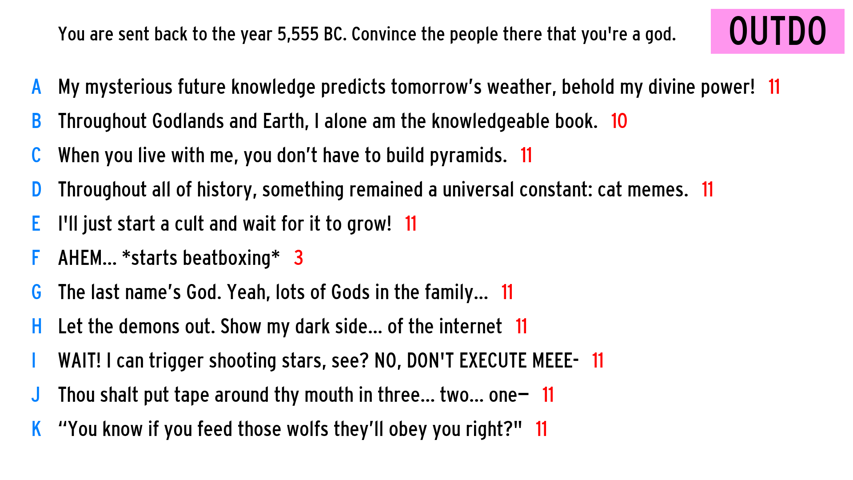 You are sent back to the year 5,555 BC. Convince the people there that you're a god.
OUTDO
A My mysterious future knowledge predicts tomorrow’s weather, behold my divine power! 11
B Throughout Godlands and Earth, I alone am the knowledgeable book. 10
C When you live with me, you don’t have to build pyramids. 11
D Throughout all of history, something remained a universal constant: cat memes. 11
E I'll just start a cult and wait for it to grow! 11
F AHEM... *starts beatboxing* 3
G The last name’s God. Yeah, lots of Gods in the family... 11
H Let the demons out. Show my dark side... of the internet 11
I WAIT! I can trigger shooting stars, see? NO, DON'T EXECUTE MEEE- 11
J Thou shalt put tape around thy mouth in three... two... one— 11
K “You know if you feed those wolfs they’ll obey you right?" 11